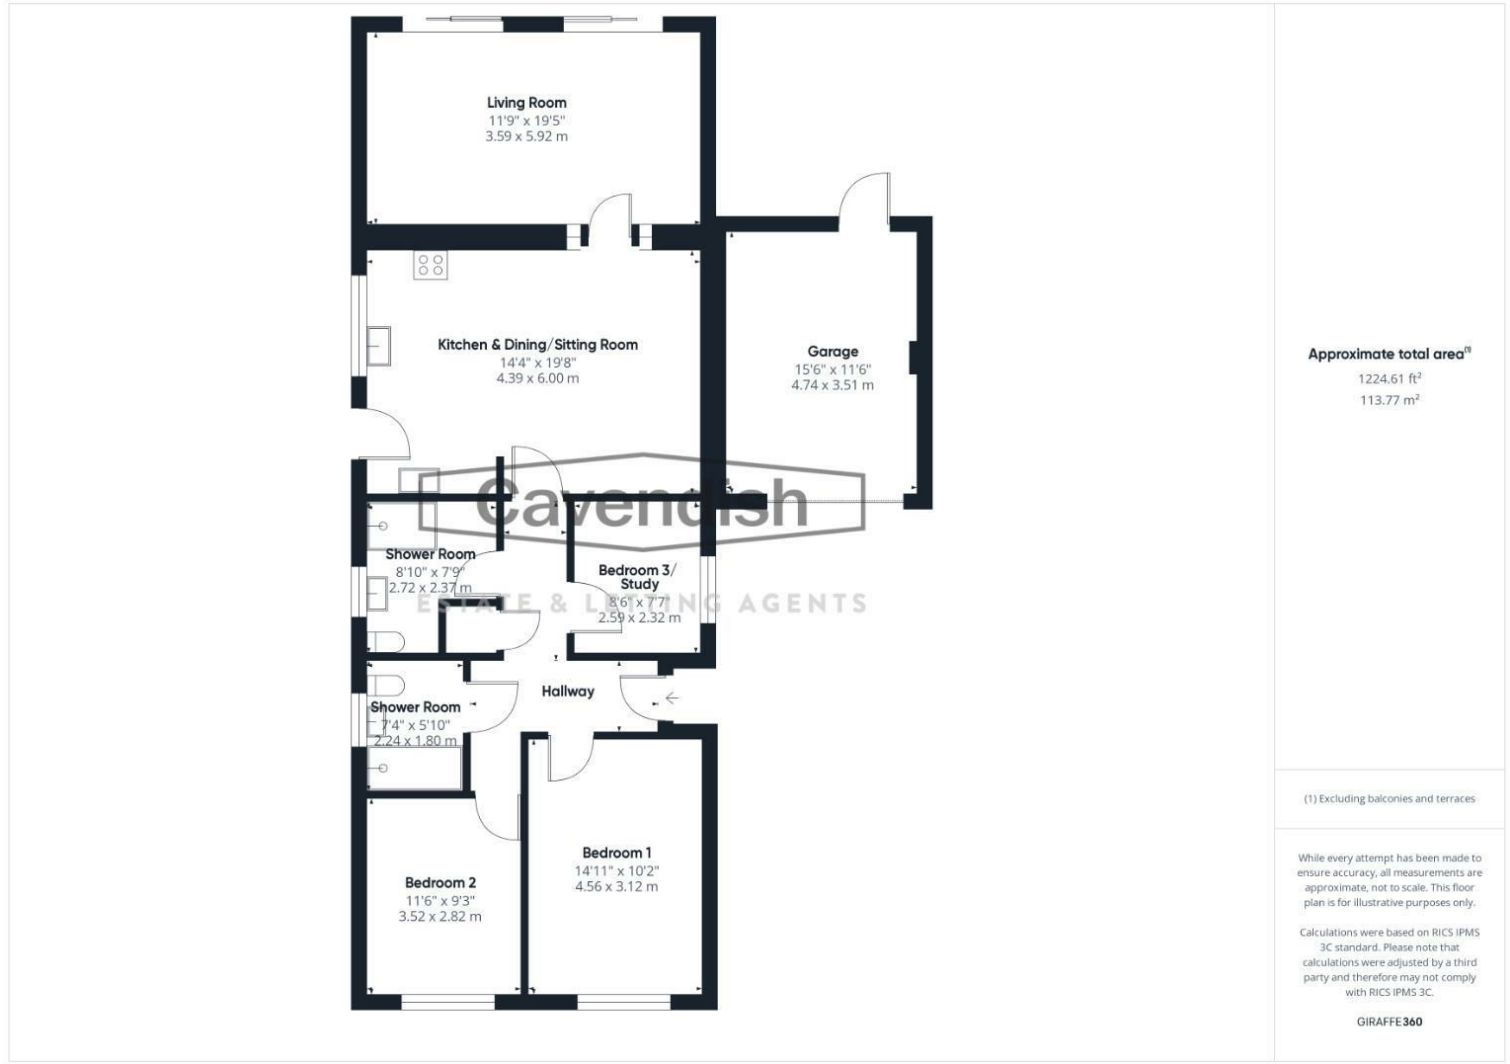 Living Room
11'9" x 19'5"
3.59 x 5.92 m
Kitchen & Dining/Sitting Room
14'4" x 19'8"
4.39 x 6.00 m
Garage
15'6" x 11'6"
4.74 x 3.51 m
Cavendish
ESTATE & LETTING AGENTS
Shower Room
8'10" x 7'9"
2.72 x 2.37 m
Bedroom 3/
Study
8'6" x 7'7"
2.59 x 2.32 m
Hallway
Shower Room
7'4" x 5'10"
2.24 x 1.80 m
Bedroom 1
14'11" x 10'2"
4.56 x 3.12 m
Bedroom 2
11'6" x 9'3"
3.52 x 2.82 m
Approximate total area⁽¹⁾
1224.61 ft²
113.77 m²
(1) Excluding balconies and terraces
While every attempt has been made to
ensure accuracy, all measurements are
approximate, not to scale. This floor
plan is for illustrative purposes only.
Calculations were based on RICS IPMS
3C standard. Please note that
calculations were adjusted by a third
party and therefore may not comply
with RICS IPMS 3C.
GIRAFFE360